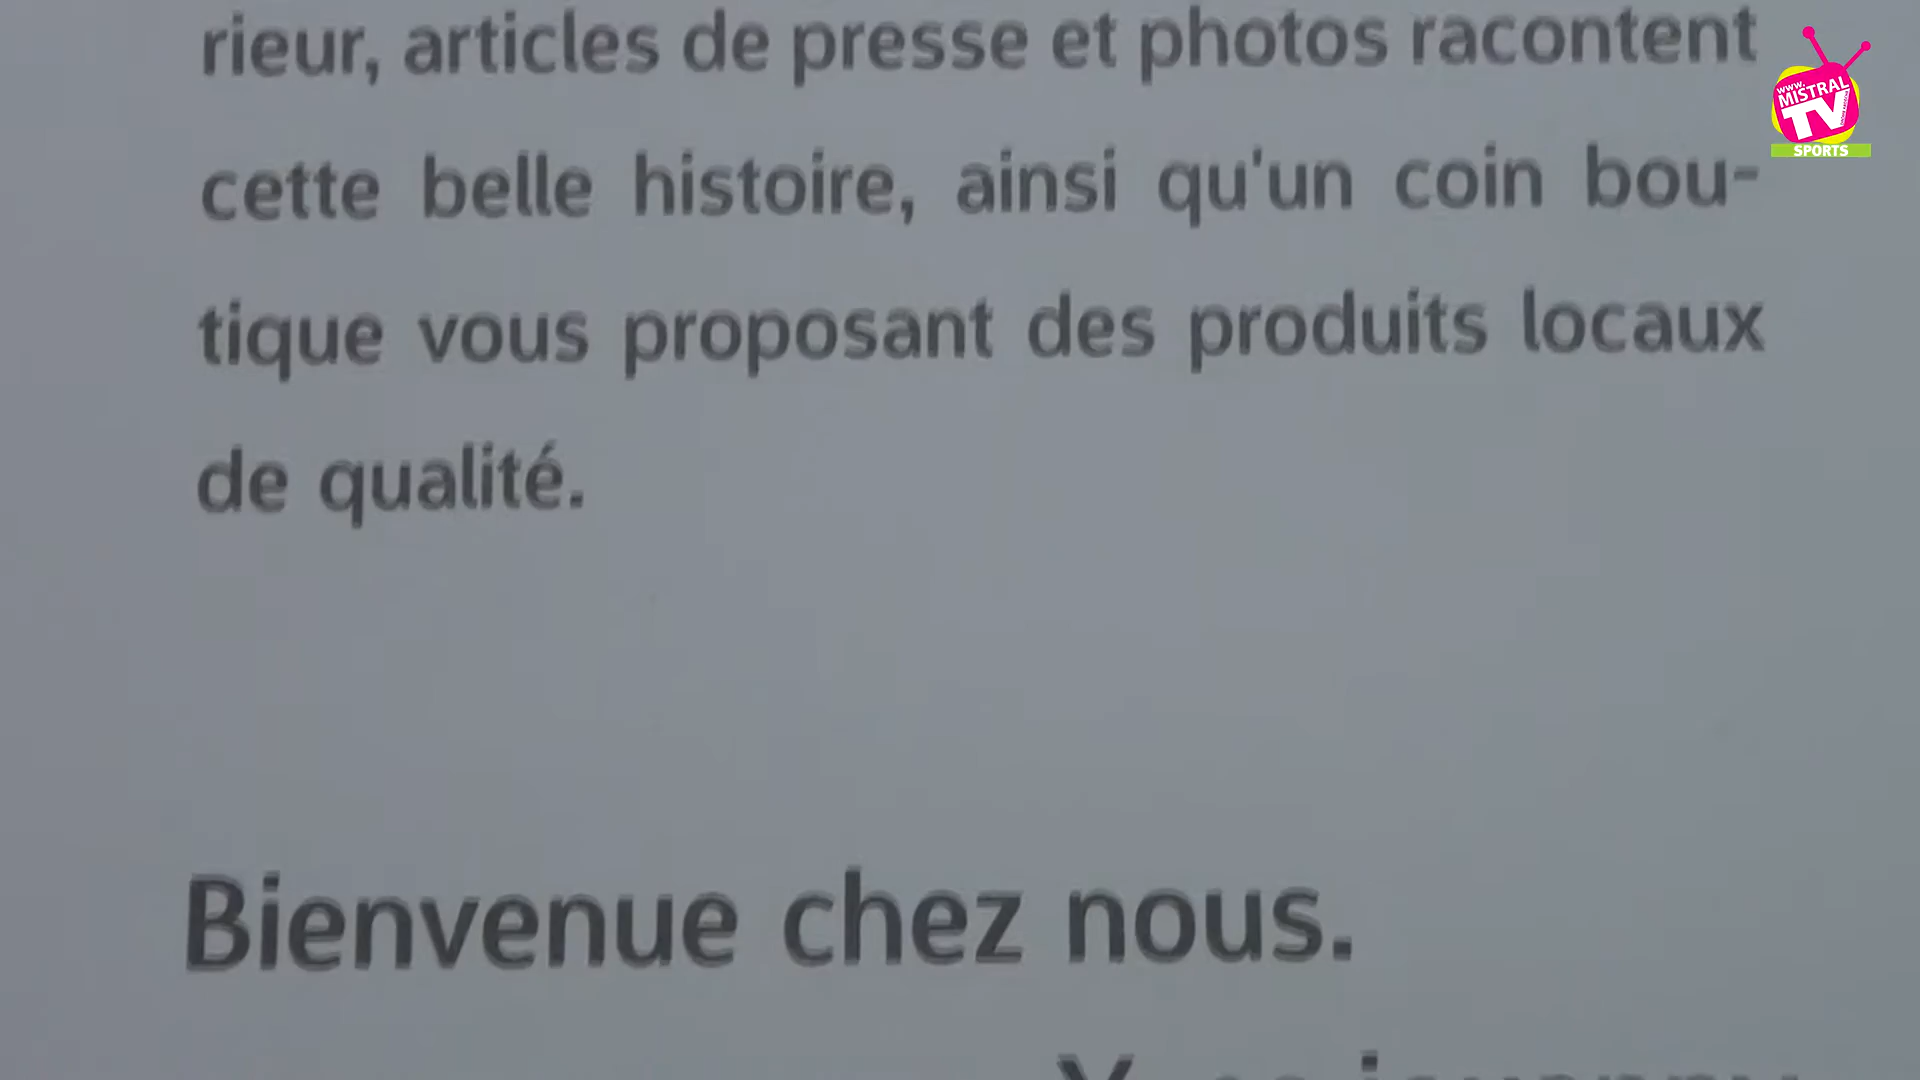 rieur, articles de presse et photos racontent
cette belle histoire, ainsi qu'un coin bou-
tique vous proposant des produits locaux
de qualité.
Bienvenue chez nous.
www.
MISTRAL
TV
SPORTS